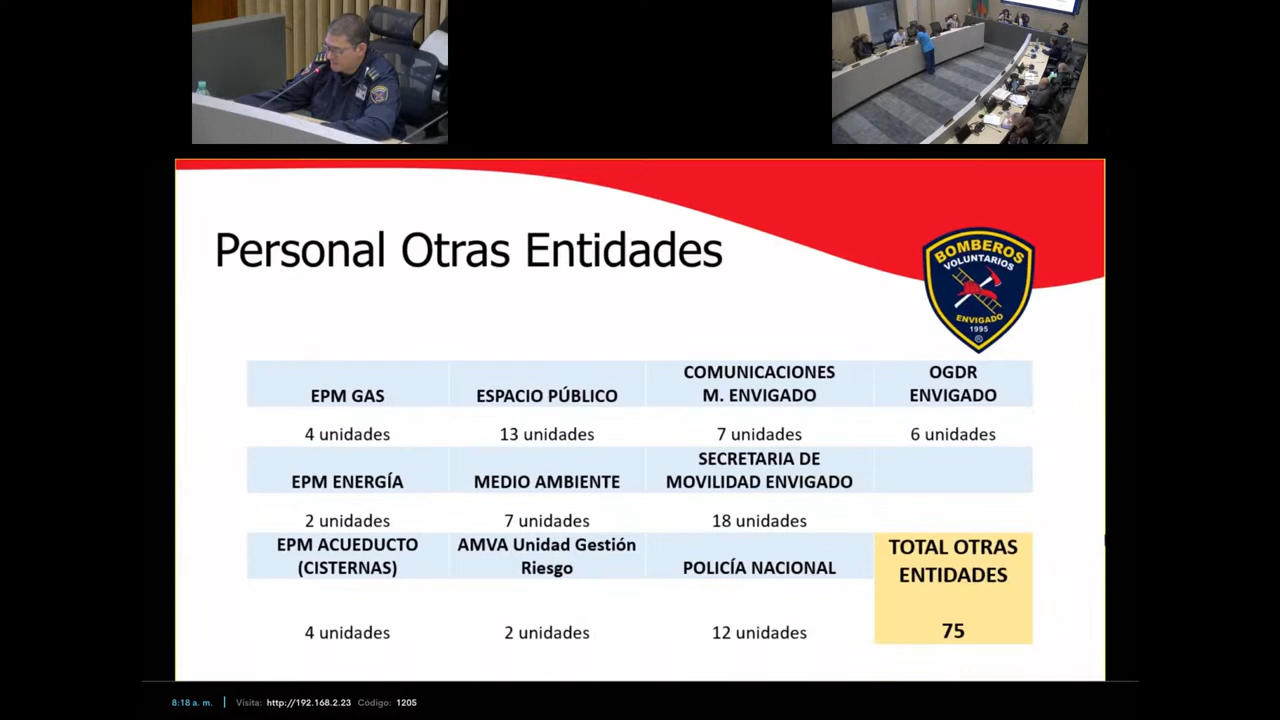 Personal Otras Entidades
BOMBEROS
VOLUNTARIOS
ENVIGADO
1995
®
EPM GAS
ESPACIO PÚBLICO
COMUNICACIONES
M. ENVIGADO
OGDR
ENVIGADO
4 unidades
13 unidades
7 unidades
6 unidades
EPM ENERGÍA
MEDIO AMBIENTE
SECRETARIA DE
MOVILIDAD ENVIGADO
2 unidades
7 unidades
18 unidades
EPM ACUEDUCTO
(CISTERNAS)
AMVA Unidad Gestión
Riesgo
POLICÍA NACIONAL
TOTAL OTRAS
ENTIDADES
4 unidades
2 unidades
12 unidades
75
8:18 a. m. | Visita: http://192.168.2.23 Código: 1205